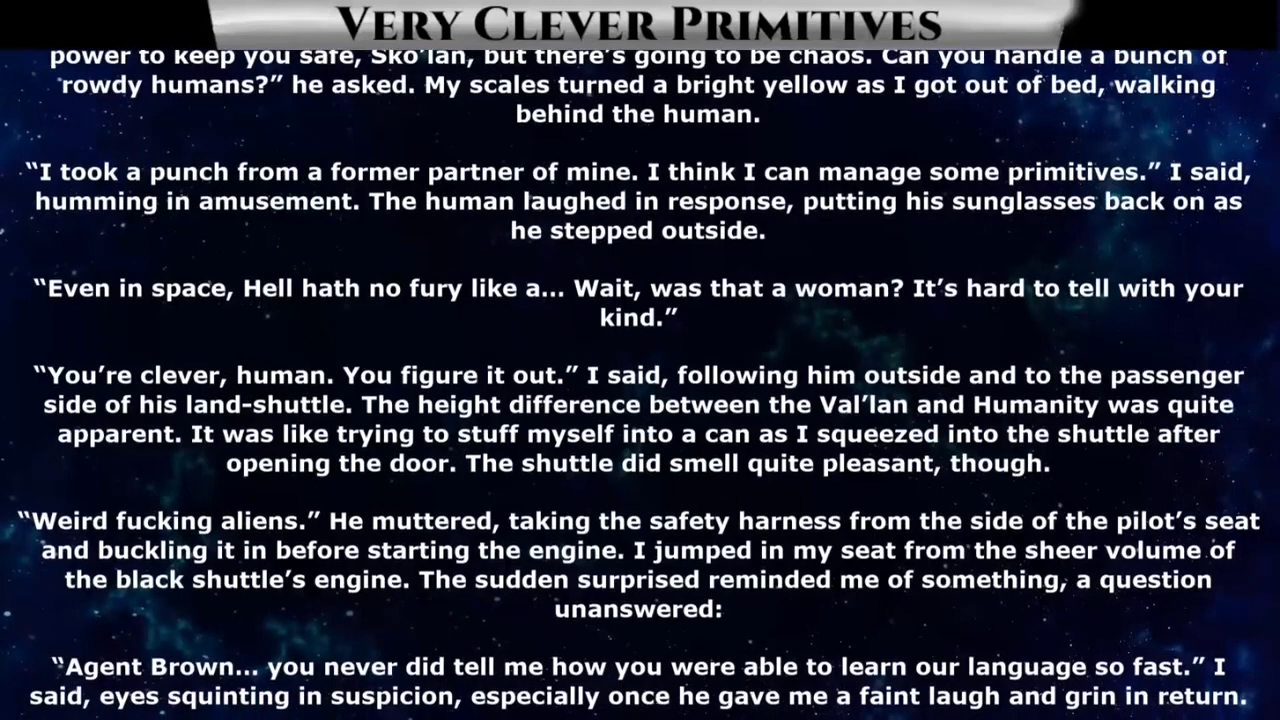 VERY CLEVER PRIMITIVES
power to keep you safe, Sko’lan, but there’s going to be chaos. Can you handle a bunch of
rowdy humans?” he asked. My scales turned a bright yellow as I got out of bed, walking
behind the human.
“I took a punch from a former partner of mine. I think I can manage some primitives.” I said,
humming in amusement. The human laughed in response, putting his sunglasses back on as
he stepped outside.
“Even in space, Hell hath no fury like a... Wait, was that a woman? It’s hard to tell with your
kind.”
“You’re clever, human. You figure it out.” I said, following him outside and to the passenger
side of his land-shuttle. The height difference between the Val’lan and Humanity was quite
apparent. It was like trying to stuff myself into a can as I squeezed into the shuttle after
opening the door. The shuttle did smell quite pleasant, though.
“Weird fucking aliens.” He muttered, taking the safety harness from the side of the pilot’s seat
and buckling it in before starting the engine. I jumped in my seat from the sheer volume of
the black shuttle’s engine. The sudden surprised reminded me of something, a question
unanswered:
“Agent Brown... you never did tell me how you were able to learn our language so fast.” I
said, eyes squinting in suspicion, especially once he gave me a faint laugh and grin in return.